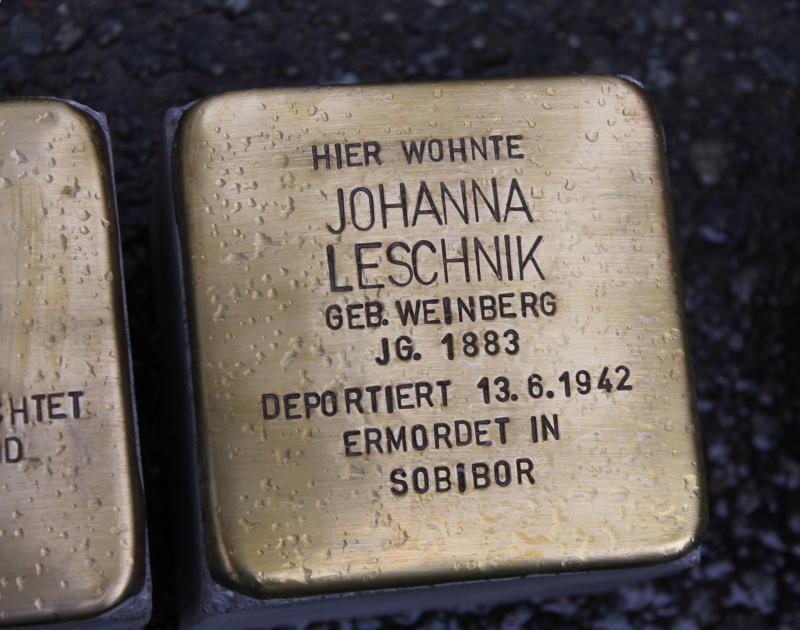 HIER WOHNTE
JOHANNA
LESCHNIK
GEB. WEINBERG
JG. 1883
DEPORTIERT 13.6.1942
ERMORDET IN
SOBIBOR